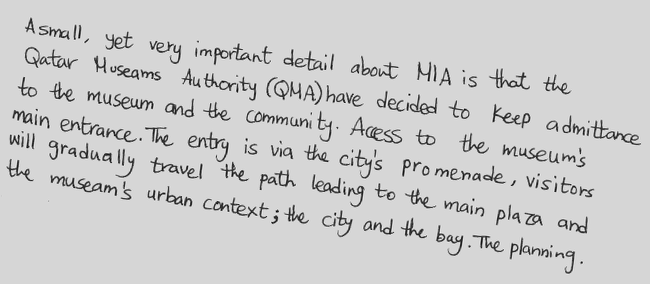 A small, yet very important detail about MIA is that the
Qatar Museams Authority (QMA) have decided to keep admittance
to the museum and the community. Access to the museum's
main entrance. The entry is via the city's promenade, visitors
will gradually travel the path leading to the main plaza and
the museam's urban context; the city and the bay. The planning.